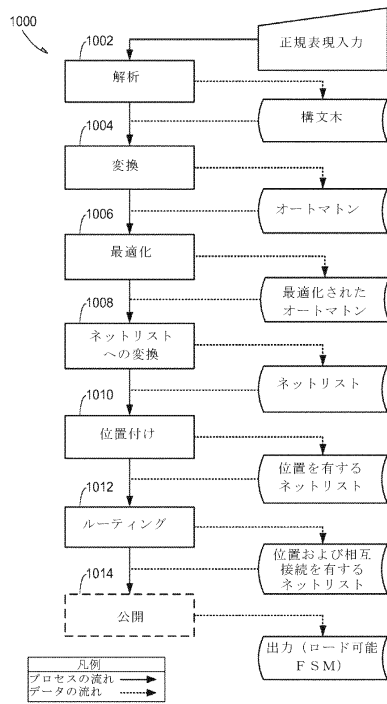 1000
1002
正規表現入力
解析
構文木
1004
変換
オートマトン
1006
最適化
最適化された
オートマトン
1008
ネットリスト
への変換
ネットリスト
1010
位置付け
位置を有する
ネットリスト
1012
ルーティング
位置および相互
接続を有する
ネットリスト
1014
公開
出力（ロード可能
ＦＳＭ）
凡例
プロセスの流れ
データの流れ